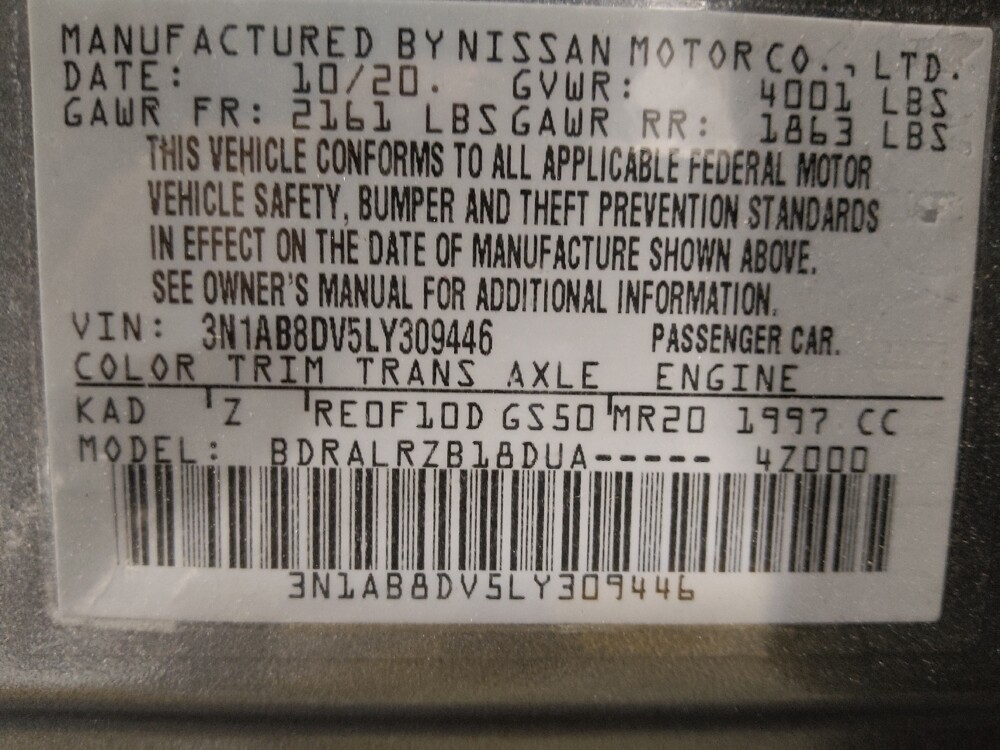 MANUFACTURED BY NISSAN MOTOR CO., LTD.
DATE: 10/20. GVWR: 4001 LBS
GAWR FR: 2161 LBS GAWR RR: 1863 LBS
THIS VEHICLE CONFORMS TO ALL APPLICABLE FEDERAL MOTOR
VEHICLE SAFETY, BUMPER AND THEFT PREVENTION STANDARDS
IN EFFECT ON THE DATE OF MANUFACTURE SHOWN ABOVE.
SEE OWNER'S MANUAL FOR ADDITIONAL INFORMATION.
VIN: 3N1AB8DV5LY309446 PASSENGER CAR.
COLOR TRIM TRANS AXLE ENGINE
KAD Z RE0F10D GS50 MR20 1997 CC
MODEL: BDRALRZB18DUA----- 4Z000
3N1AB8DV5LY309446